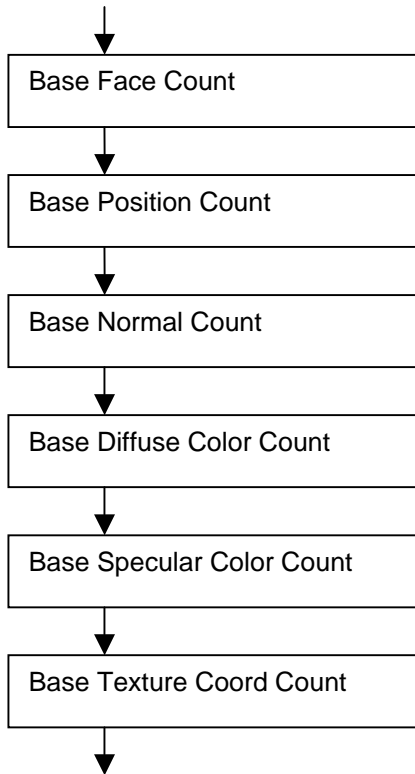 Base Face Count
Base Position Count
Base Normal Count
Base Diffuse Color Count
Base Specular Color Count
Base Texture Coord Count